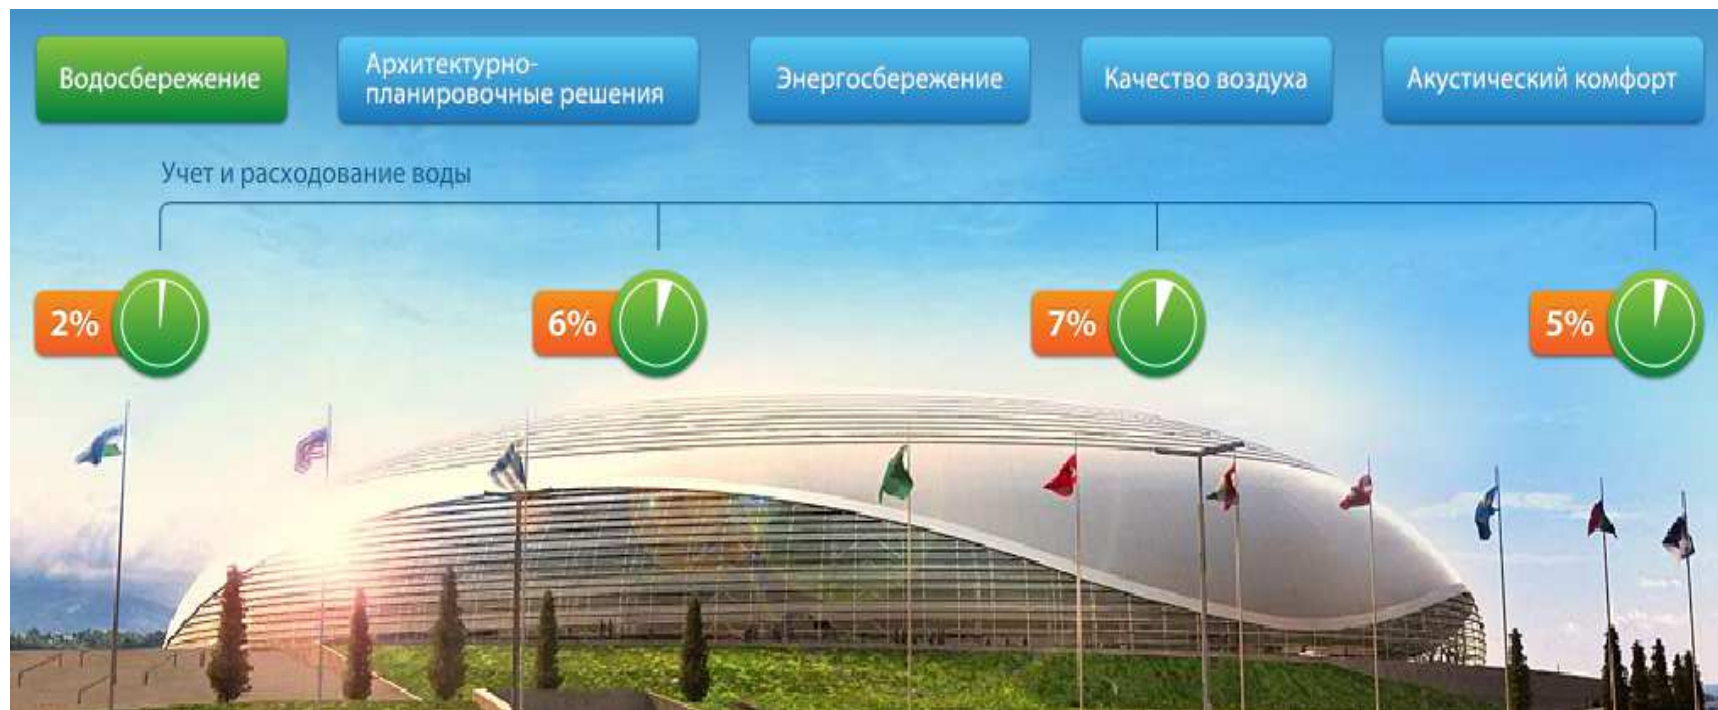 Водосбережение
Архитектурно-
планировочные решения
Энергосбережение
Качество воздуха
Акустический комфорт
Учет и расходование воды
2%
6%
7%
5%